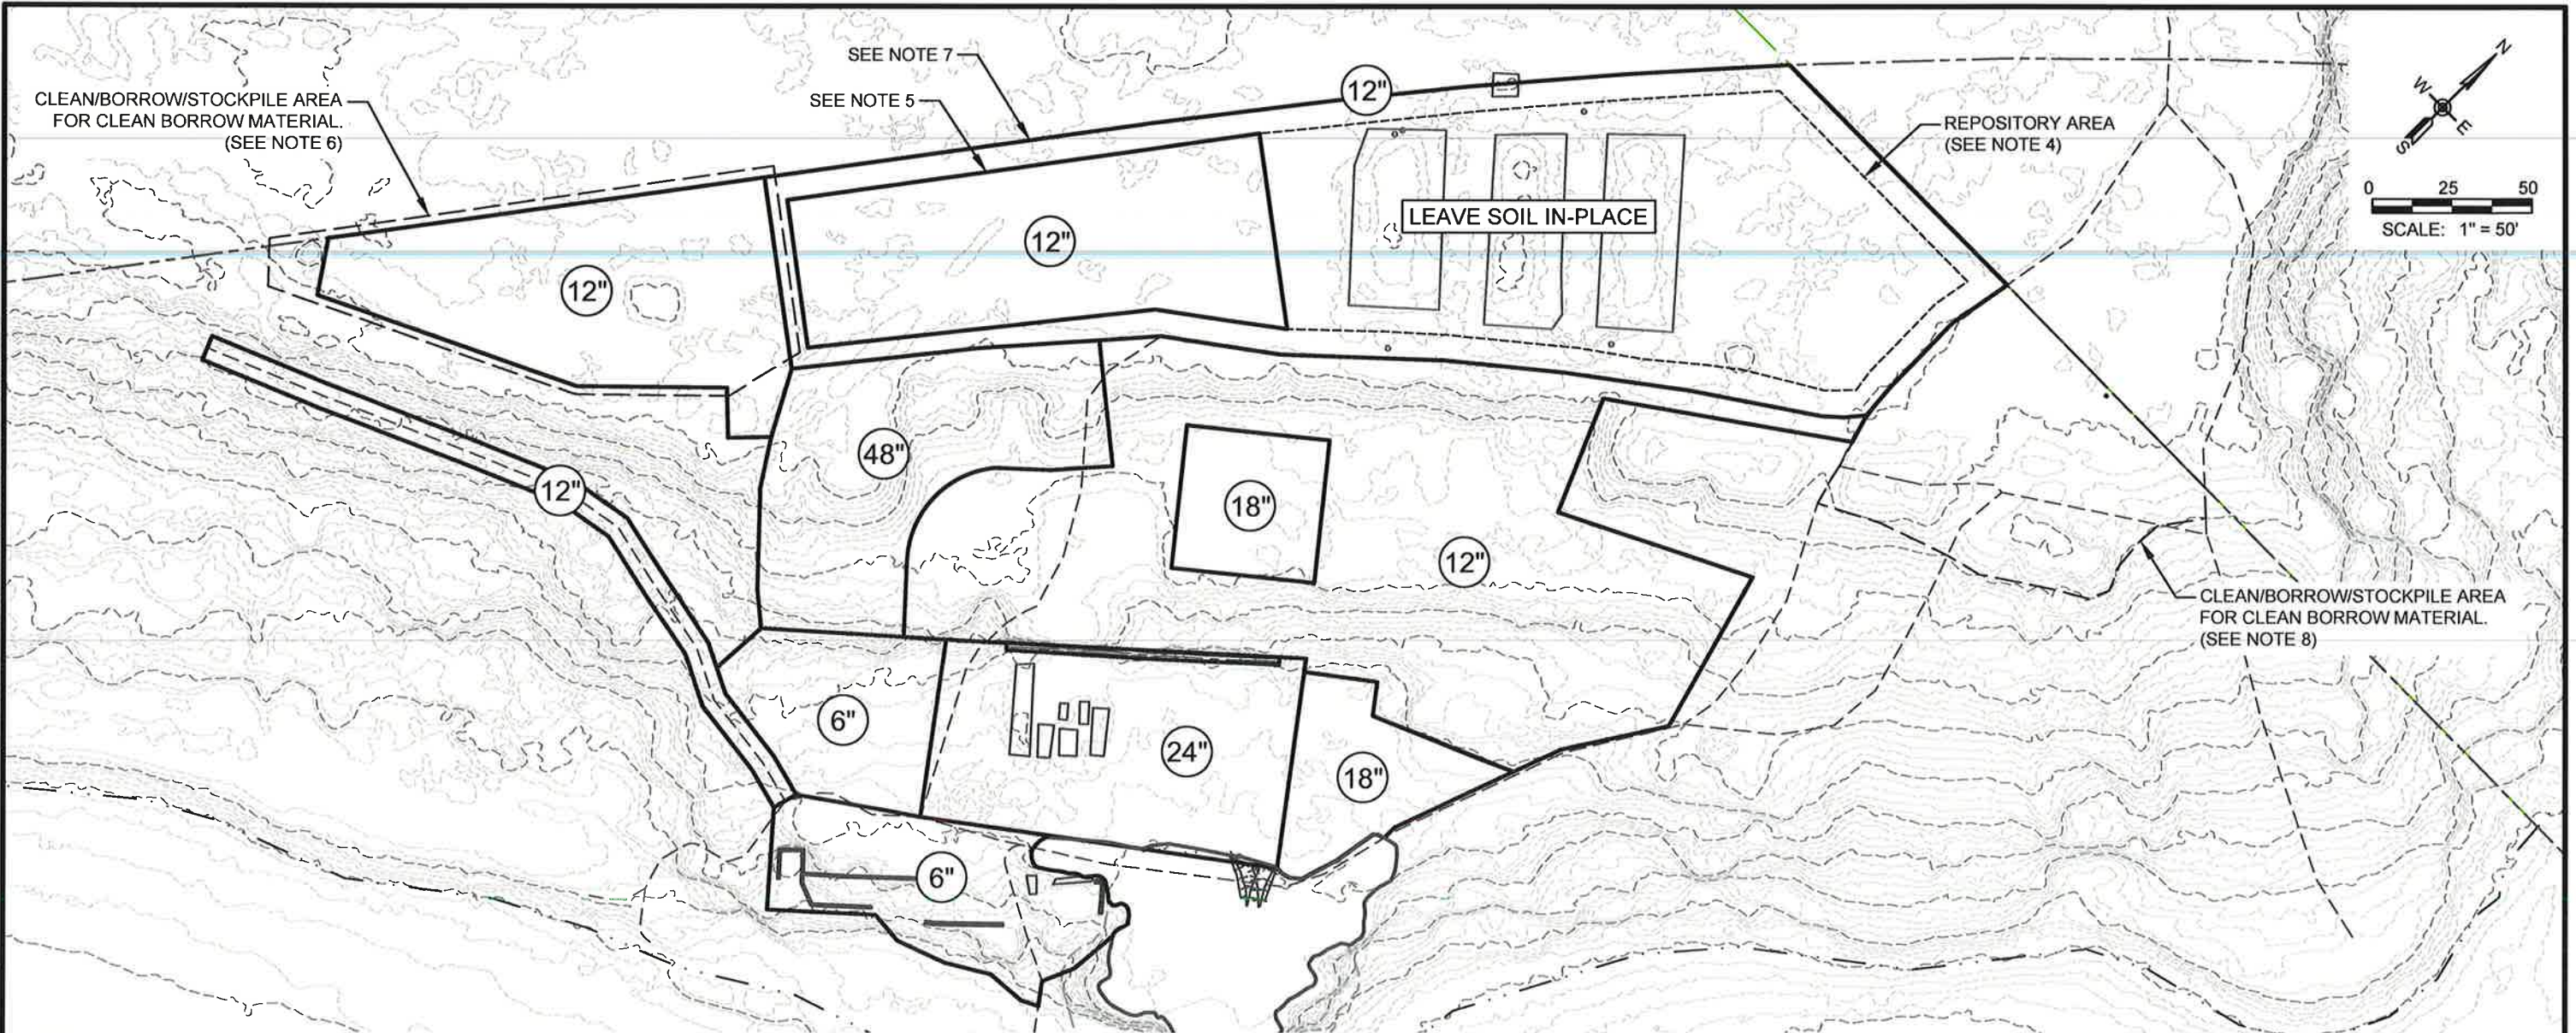 SEE NOTE 7
SEE NOTE 5
CLEAN/BORROW/STOCKPILE AREA
FOR CLEAN BORROW MATERIAL.
(SEE NOTE 6)
12"
REPOSITORY AREA
(SEE NOTE 4)
N
W
E
S
0 25 50
SCALE: 1" = 50'
LEAVE SOIL IN-PLACE
12"
12"
48"
12"
18"
12"
CLEAN/BORROW/STOCKPILE AREA
FOR CLEAN BORROW MATERIAL.
(SEE NOTE 8)
6"
24"
18"
6"